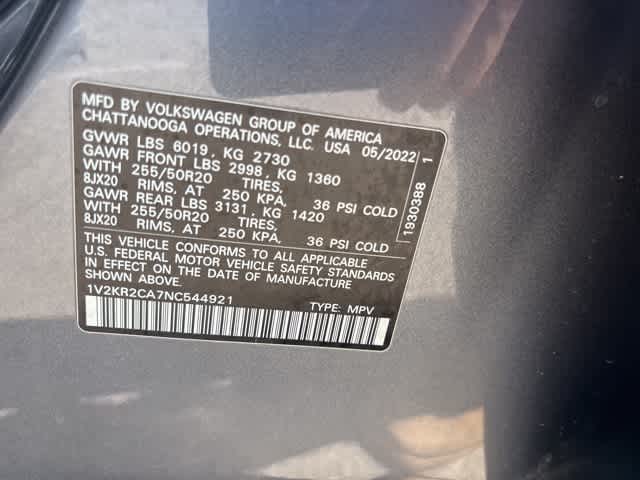 MFD BY VOLKSWAGEN GROUP OF AMERICA
CHATTANOOGA OPERATIONS, LLC. USA 05/2022
GVWR LBS 6019, KG 2730
GAWR FRONT LBS 2998, KG 1360
WITH 255/50R20 TIRES,
8JX20 RIMS, AT 250 KPA, 36 PSI COLD
GAWR REAR LBS 3131, KG 1420
WITH 255/50R20 TIRES,
8JX20 RIMS, AT 250 KPA, 36 PSI COLD
THIS VEHICLE CONFORMS TO ALL APPLICABLE
U.S. FEDERAL MOTOR VEHICLE SAFETY STANDARDS
IN EFFECT ON THE DATE OF MANUFACTURE
SHOWN ABOVE.
1V2KR2CA7NC544921 TYPE: MPV
1930388 1